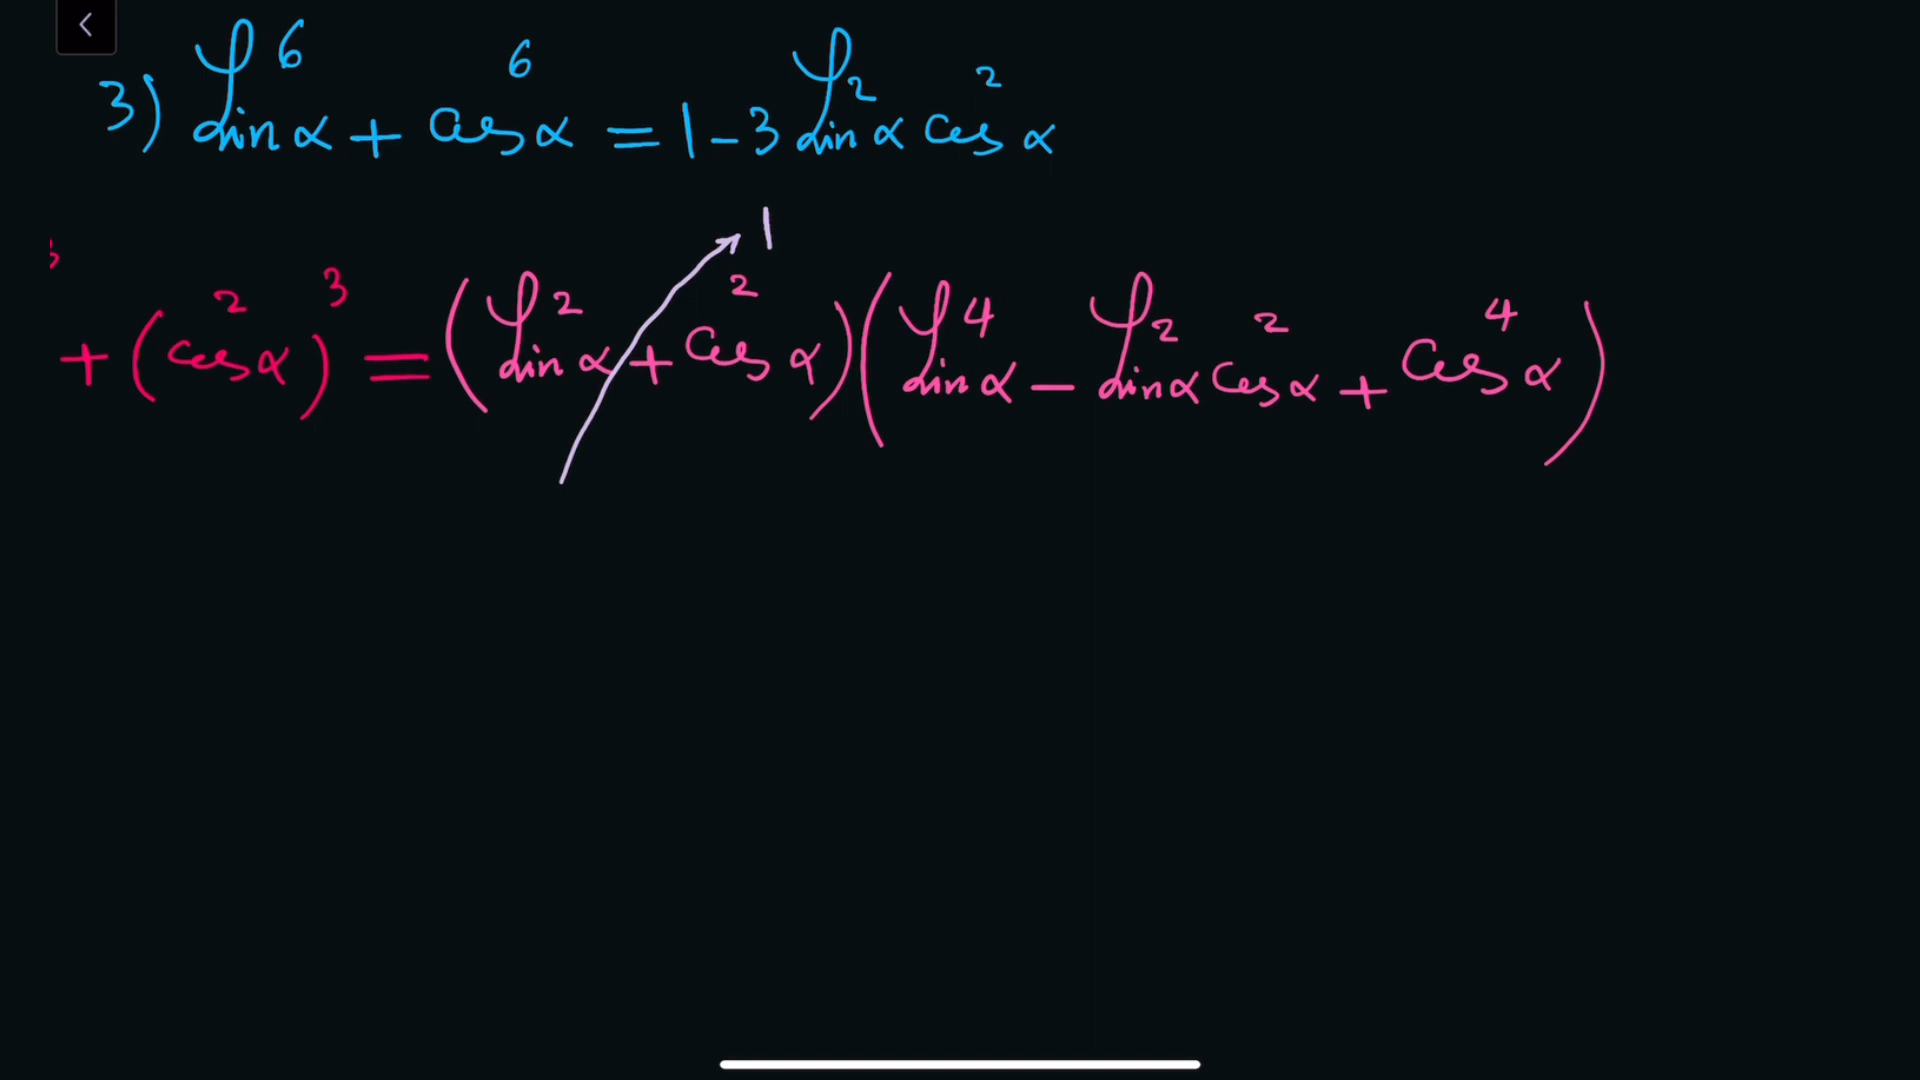 3) sin⁶α + cos⁶α = 1 - 3 sin²α cos²α
1
+ (cos²α)³ = (sin²α + cos²α)(sin⁴α - sin²α cos²α + cos⁴α)